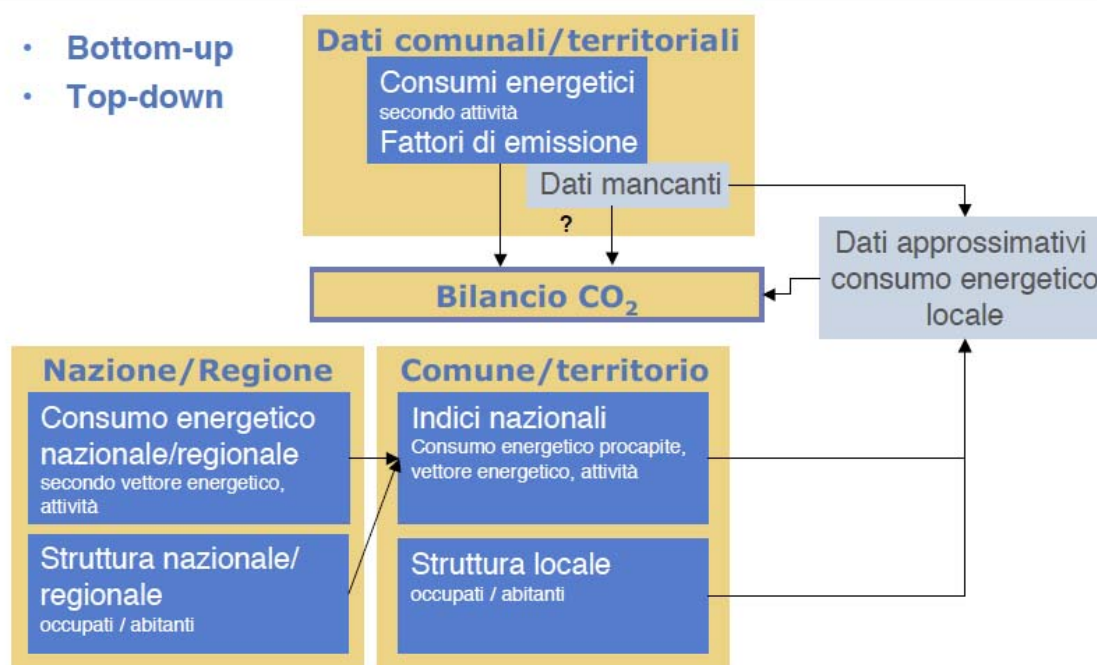 • Bottom-up
• Top-down
Dati comunali/territoriali
Consumi energetici
secondo attività
Fattori di emissione
Dati mancanti
?
Dati approssimativi
consumo energetico
locale
Bilancio CO₂
Nazione/Regione
Consumo energetico
nazionale/regionale
secondo vettore energetico,
attività
Struttura nazionale/
regionale
occupati / abitanti
Comune/territorio
Indici nazionali
Consumo energetico procapite,
vettore energetico, attività
Struttura locale
occupati / abitanti